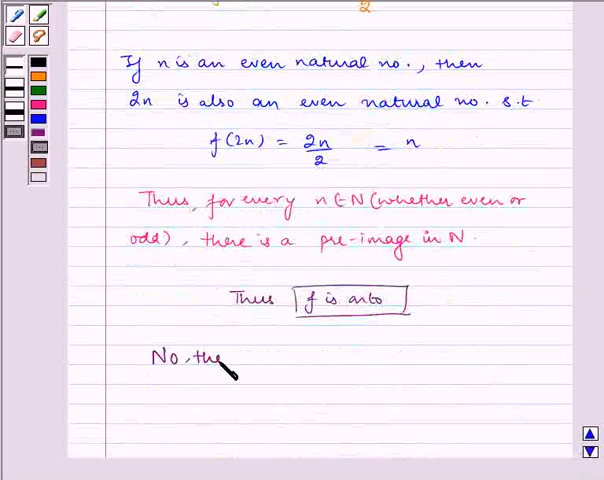 2
If n is an even natural no., then
2n is also an even natural no. s.t
f(2n) = 2n/2 = n
Thus, for every n ∈ N (whether even or
odd), there is a pre-image in N.
Thus f is onto
No, the